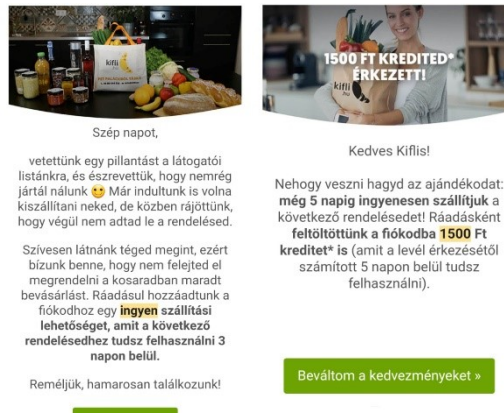 kifli
Szép napot,
vetettünk egy pillantást a látogatói
listánkra, és észrevettük, hogy nemrég
jártál nálunk 🙂 Már indultunk is volna
kiszállítani neked, de közben rájöttünk,
hogy végül nem adtad le a rendelésed.
Szívesen látnánk téged megint, ezért
bízunk benne, hogy nem felejted el
megrendelni a kosaradban maradt
bevásárlást. Ráadásul hozzáadtunk a
fiókodhoz egy ingyen szállítási
lehetőséget, amit a következő
rendelésedhez tudsz felhasználni 3
napon belül.
Reméljük, hamarosan találkozunk!
1500 FT KREDITED*
ÉRKEZETT!
kifli
Kedves Kiflis!
Nehogy veszni hagyd az ajándékodat:
még 5 napig ingyenesen szállítjuk a
következő rendelésedet! Ráadásként
feltöltöttünk a fiókodba 1500 Ft
kreditet* is (amit a levél érkezésétől
számított 5 napon belül tudsz
felhasználni).
Beváltom a kedvezményeket »